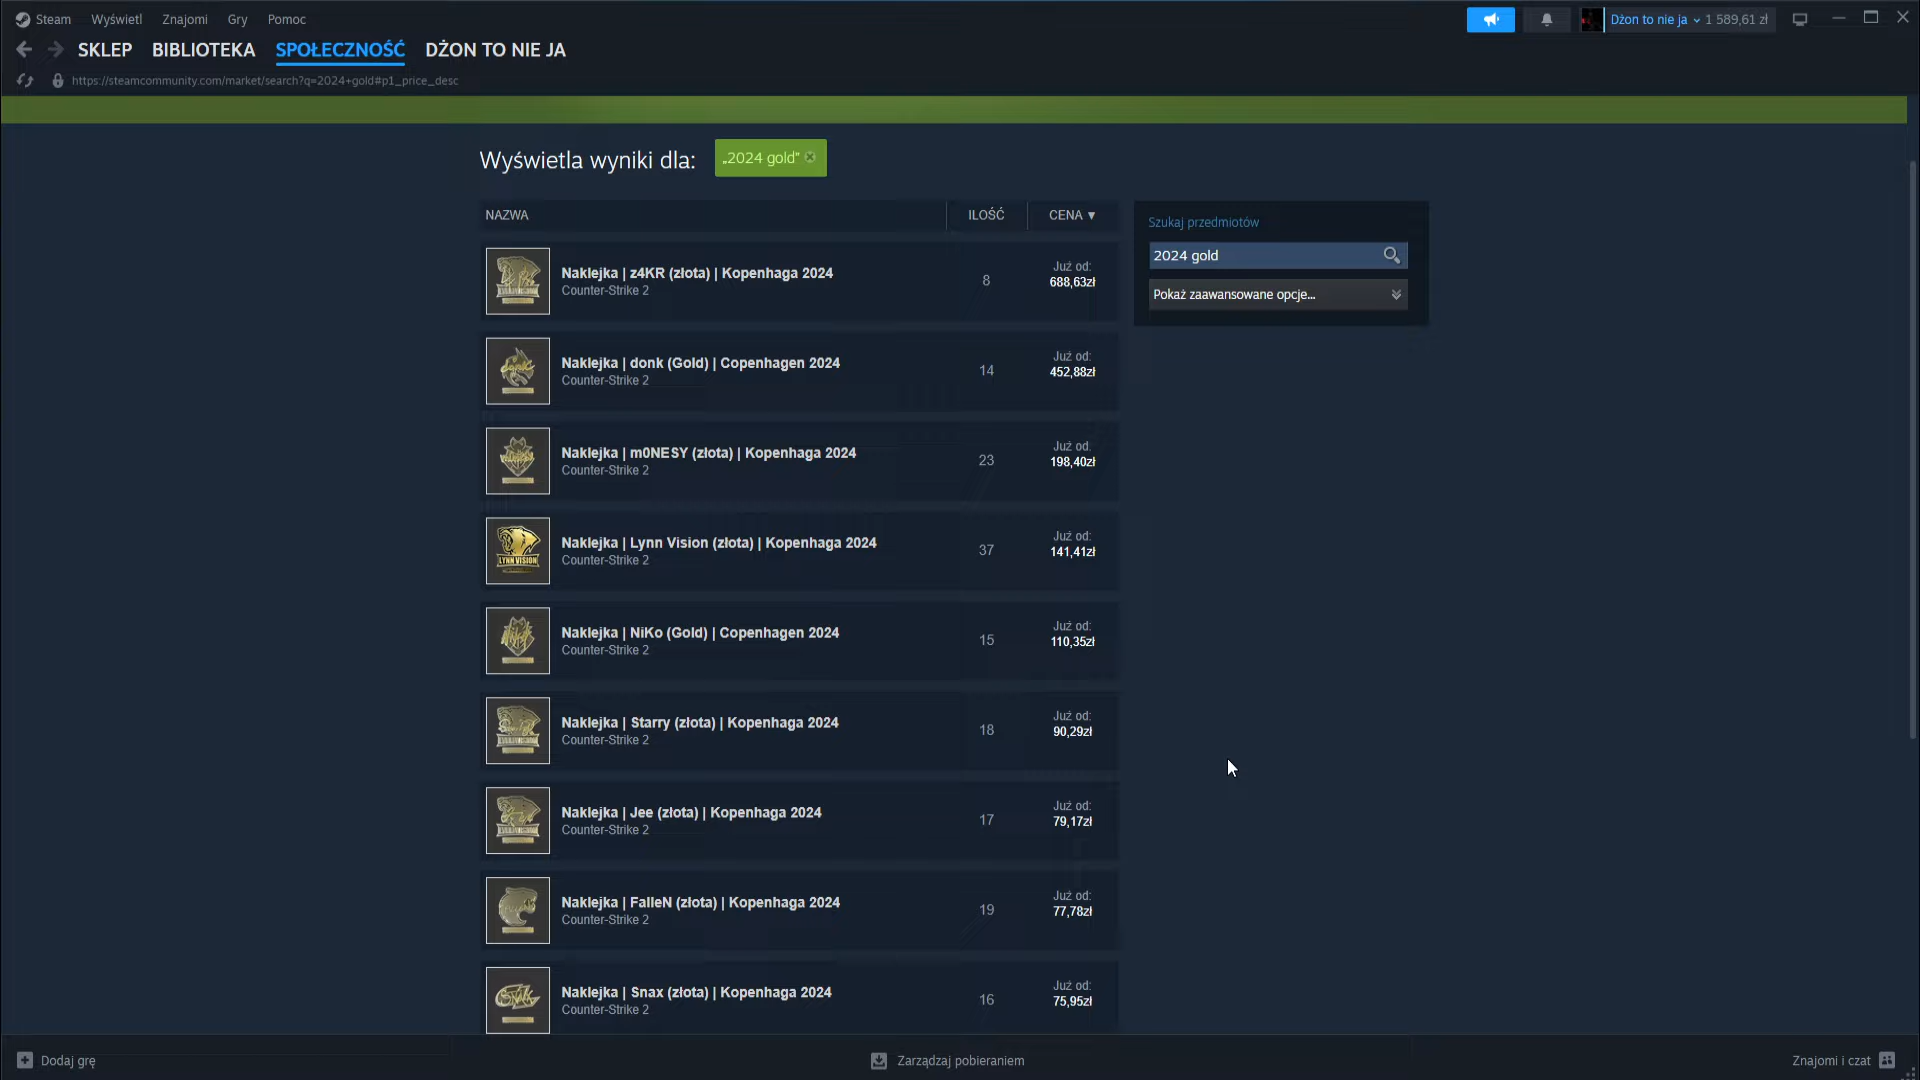 Steam Wyświetl Znajomi Gry Pomoc
Dżon to nie ja 1 589,61 zł
SKLEP BIBLIOTEKA SPOŁECZNOŚĆ DŻON TO NIE JA
https://steamcommunity.com/market/search?q=2024+gold#p1_price_desc
Wyświetla wyniki dla: „2024 gold”
NAZWA ILOŚĆ CENA ▼
Szukaj przedmiotów
2024 gold
Pokaż zaawansowane opcje...
Naklejka | z4KR (złota) | Kopenhaga 2024
Counter-Strike 2
8
Już od:
688,63zł
Naklejka | donk (Gold) | Copenhagen 2024
Counter-Strike 2
14
Już od:
452,88zł
Naklejka | m0NESY (złota) | Kopenhaga 2024
Counter-Strike 2
23
Już od:
198,40zł
LYNN VISION
Naklejka | Lynn Vision (złota) | Kopenhaga 2024
Counter-Strike 2
37
Już od:
141,41zł
Naklejka | NiKo (Gold) | Copenhagen 2024
Counter-Strike 2
15
Już od:
110,35zł
Naklejka | Starry (złota) | Kopenhaga 2024
Counter-Strike 2
18
Już od:
90,29zł
Naklejka | Jee (złota) | Kopenhaga 2024
Counter-Strike 2
17
Już od:
79,17zł
Naklejka | FalleN (złota) | Kopenhaga 2024
Counter-Strike 2
19
Już od:
77,78zł
Naklejka | Snax (złota) | Kopenhaga 2024
Counter-Strike 2
16
Już od:
75,95zł
Dodaj grę
Zarządzaj pobieraniem
Znajomi i czat